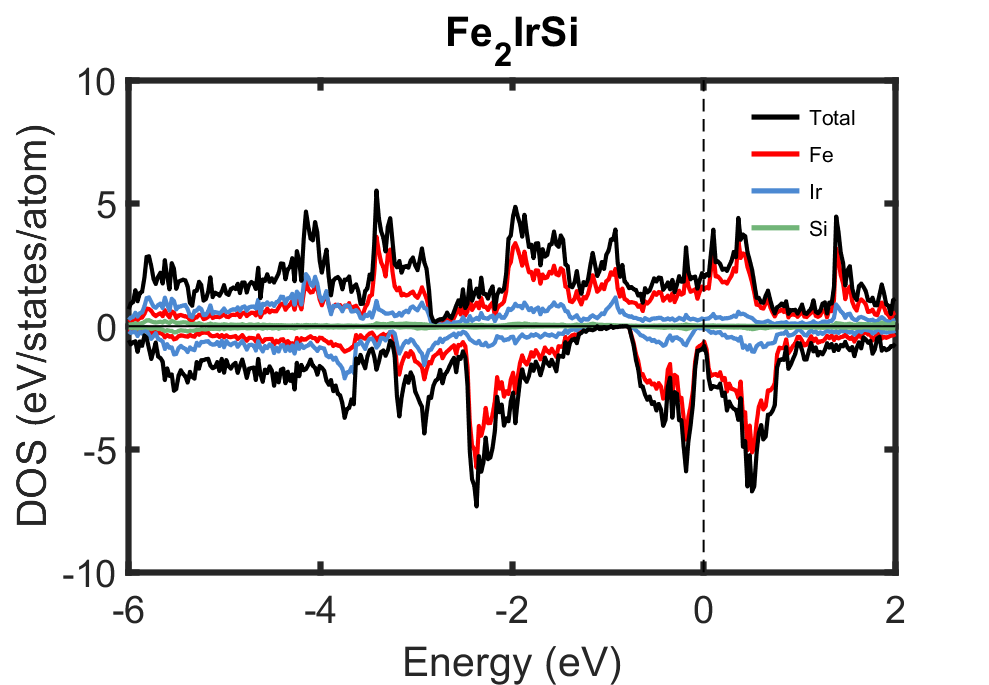 Fe2IrSi
10
5
0
-5
-10
DOS (eV/states/atom)
Total
Fe
Ir
Si
-6 -4 -2 0 2
Energy (eV)